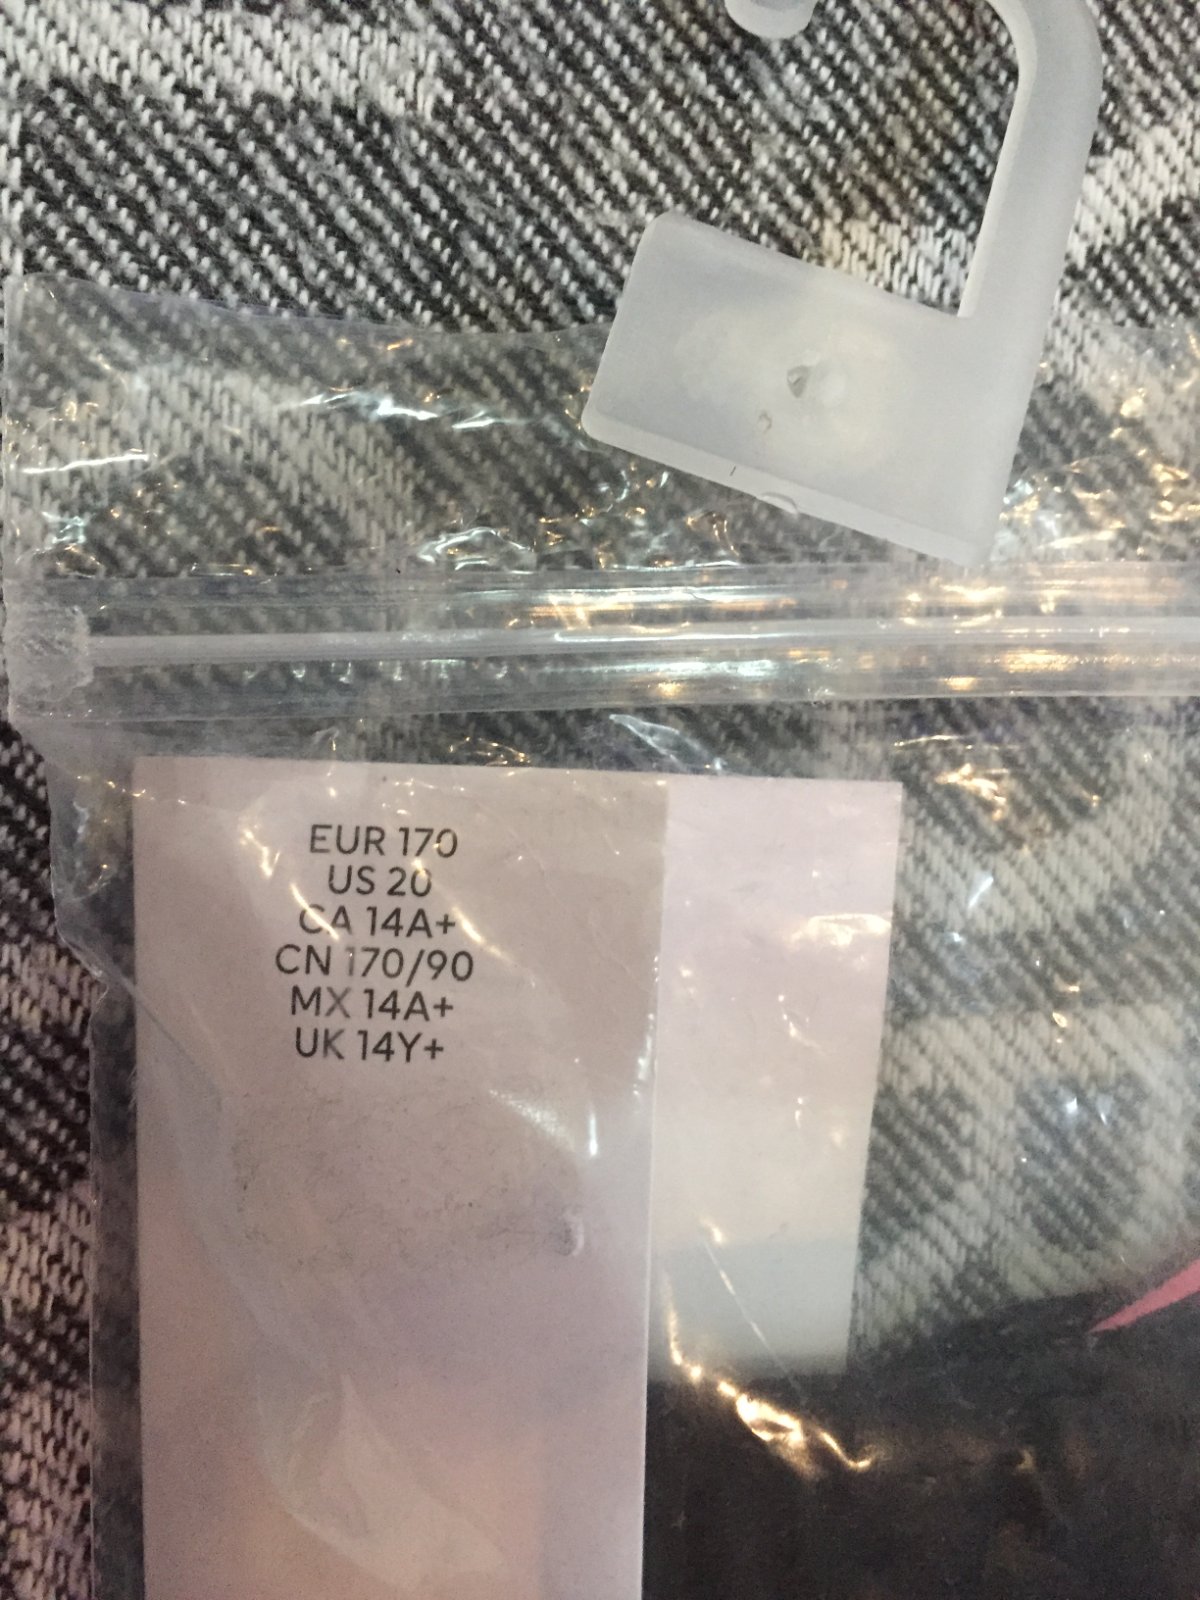 EUR 170
US 20
CA 14A+
CN 170/90
MX 14A+
UK 14Y+